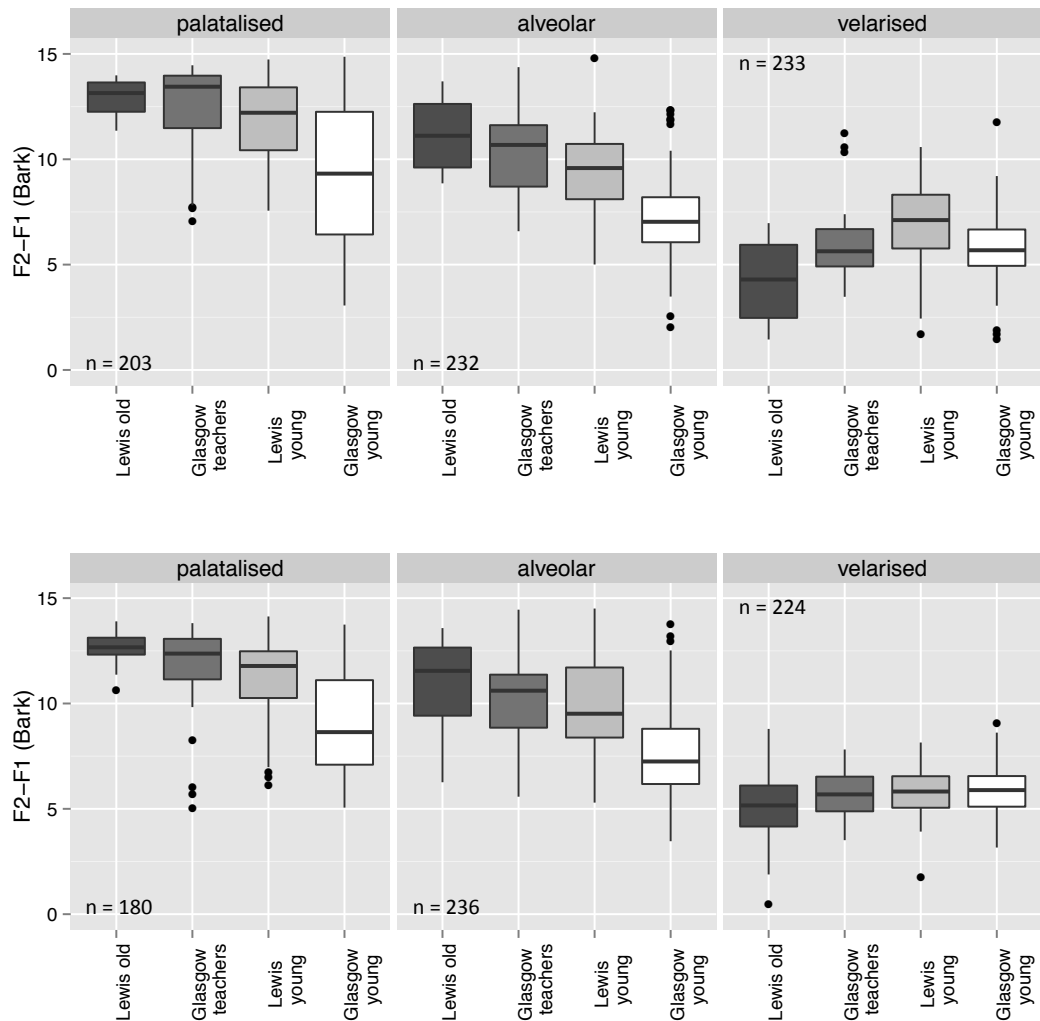 palatalised alveolar velarised
15
10
5
0
F2−F1 (Bark)
n = 203
n = 232
n = 233
Lewis old
Glasgow
teachers
Lewis
young
Glasgow
young
Lewis old
Glasgow
teachers
Lewis
young
Glasgow
young
Lewis old
Glasgow
teachers
Lewis
young
Glasgow
young
palatalised alveolar velarised
15
10
5
0
F2−F1 (Bark)
n = 180
n = 236
n = 224
Lewis old
Glasgow
teachers
Lewis
young
Glasgow
young
Lewis old
Glasgow
teachers
Lewis
young
Glasgow
young
Lewis old
Glasgow
teachers
Lewis
young
Glasgow
young